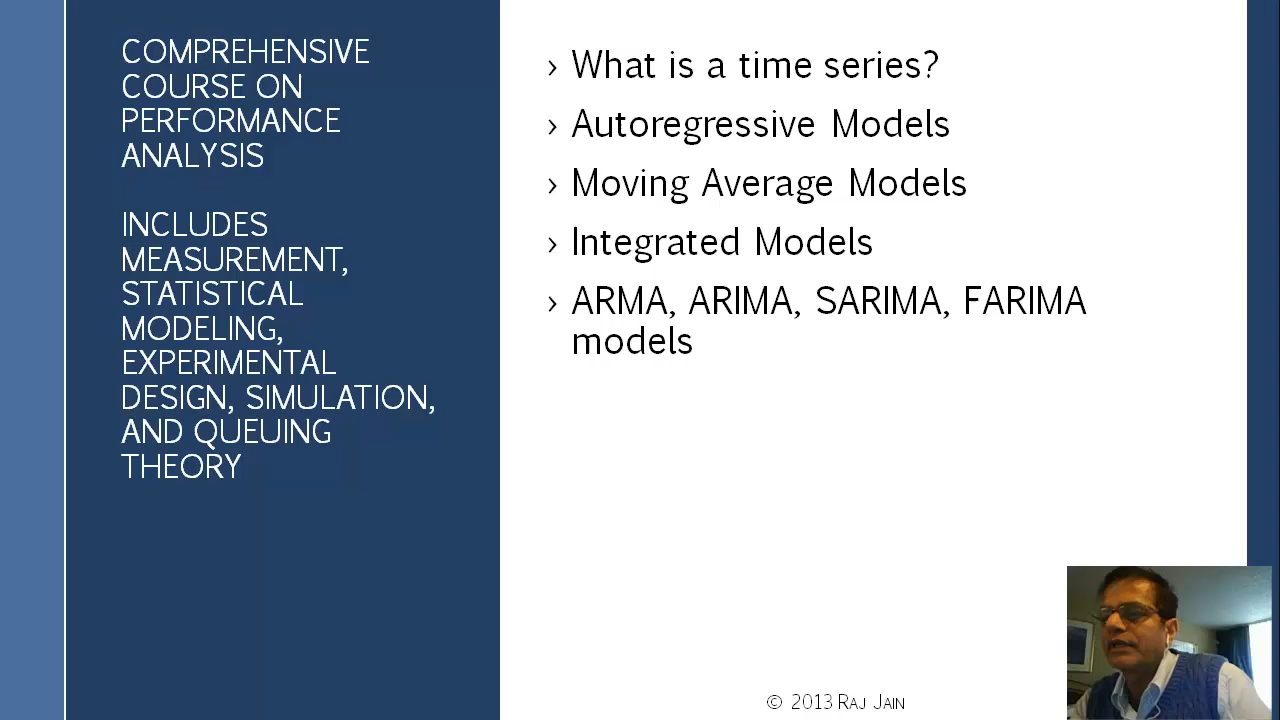 COMPREHENSIVE
COURSE ON
PERFORMANCE
ANALYSIS
INCLUDES
MEASUREMENT,
STATISTICAL
MODELING,
EXPERIMENTAL
DESIGN, SIMULATION,
AND QUEUING
THEORY
› What is a time series?
› Autoregressive Models
› Moving Average Models
› Integrated Models
› ARMA, ARIMA, SARIMA, FARIMA
models
© 2013 RAJ JAIN